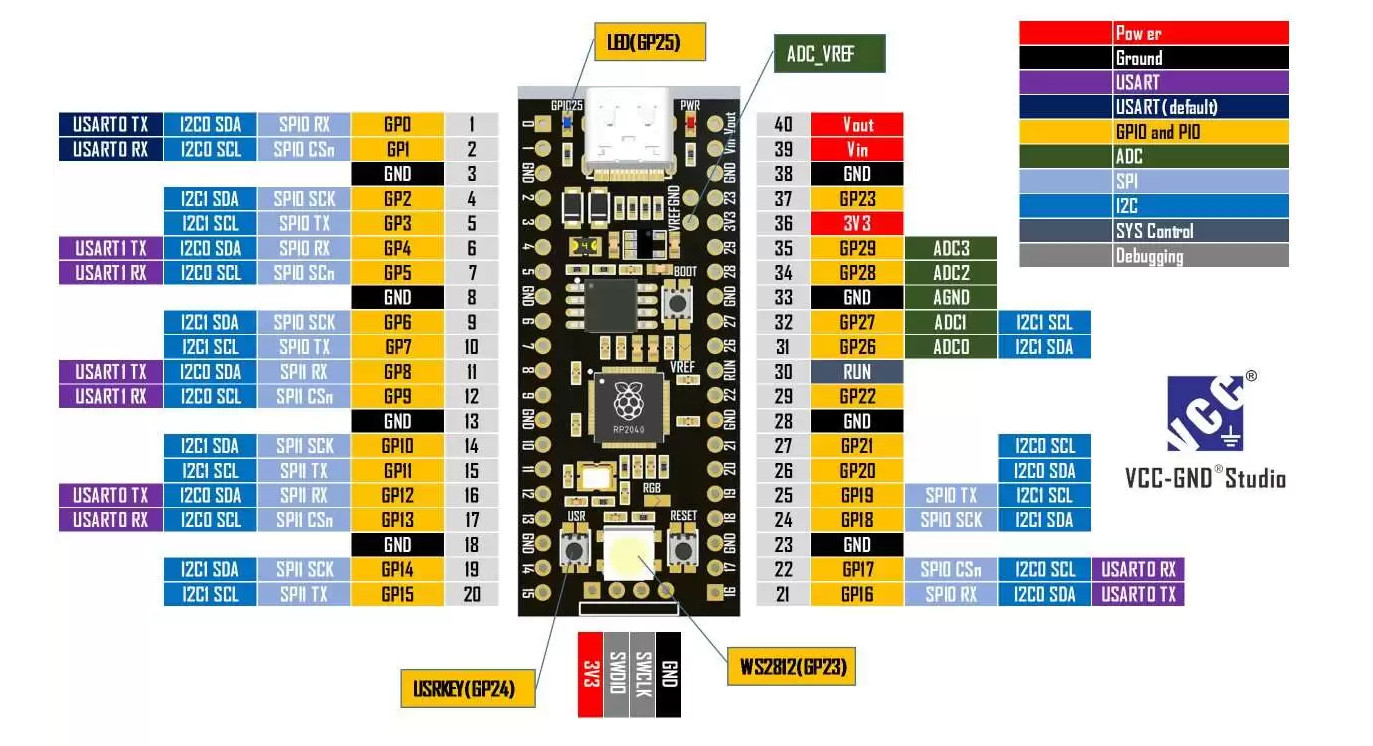 LED(GP25)
ADC_VREF
Power
Ground
USART
USART(default)
GPIO and PIO
ADC
SPI
I2C
SYS Control
Debugging
USART0 TX I2C0 SDA SPI0 RX GP0 1
USART0 RX I2C0 SCL SPI0 CSn GP1 2
GND 3
I2C1 SDA SPI0 SCK GP2 4
I2C1 SCL SPI0 TX GP3 5
USART1 TX I2C0 SDA SPI0 RX GP4 6
USART1 RX I2C0 SCL SPI0 SCn GP5 7
GND 8
I2C1 SDA SPI0 SCK GP6 9
I2C1 SCL SPI0 TX GP7 10
USART1 TX I2C0 SDA SPI1 RX GP8 11
USART1 RX I2C0 SCL SPI1 CSn GP9 12
GND 13
I2C1 SDA SPI1 SCK GP10 14
I2C1 SCL SPI1 TX GP11 15
USART0 TX I2C0 SDA SPI1 RX GP12 16
USART0 RX I2C0 SCL SPI1 CSn GP13 17
GND 18
I2C1 SDA SPI1 SCK GP14 19
I2C1 SCL SPI1 TX GP15 20
GPIO25 PWR
0
1
GND
2
3
4
5
GND
6
7
8
9
GND
10
11
12
13
GND
14
15
VREF GND
BOOT
VREF
RP2040
RGB
USR RESET
Vout
Vin
GND
23
3V3
29
28
GND
27
26
RUN
22
GND
21
20
19
18
GND
17
16
40 Vout
39 Vin
38 GND
37 GP23
36 3V3
35 GP29 ADC3
34 GP28 ADC2
33 GND AGND
32 GP27 ADC1 I2C1 SCL
31 GP26 ADC0 I2C1 SDA
30 RUN
29 GP22
28 GND
27 GP21 I2C0 SCL
26 GP20 I2C0 SDA
25 GP19 SPI0 TX I2C1 SCL
24 GP18 SPI0 SCK I2C1 SDA
23 GND
22 GP17 SPI0 CSn I2C0 SCL USART0 RX
21 GP16 SPI0 RX I2C0 SDA USART0 TX
VCC ®
VCC-GND® Studio
USRKEY(GP24)
3V3
SWDIO
SWCLK
GND
WS2812(GP23)